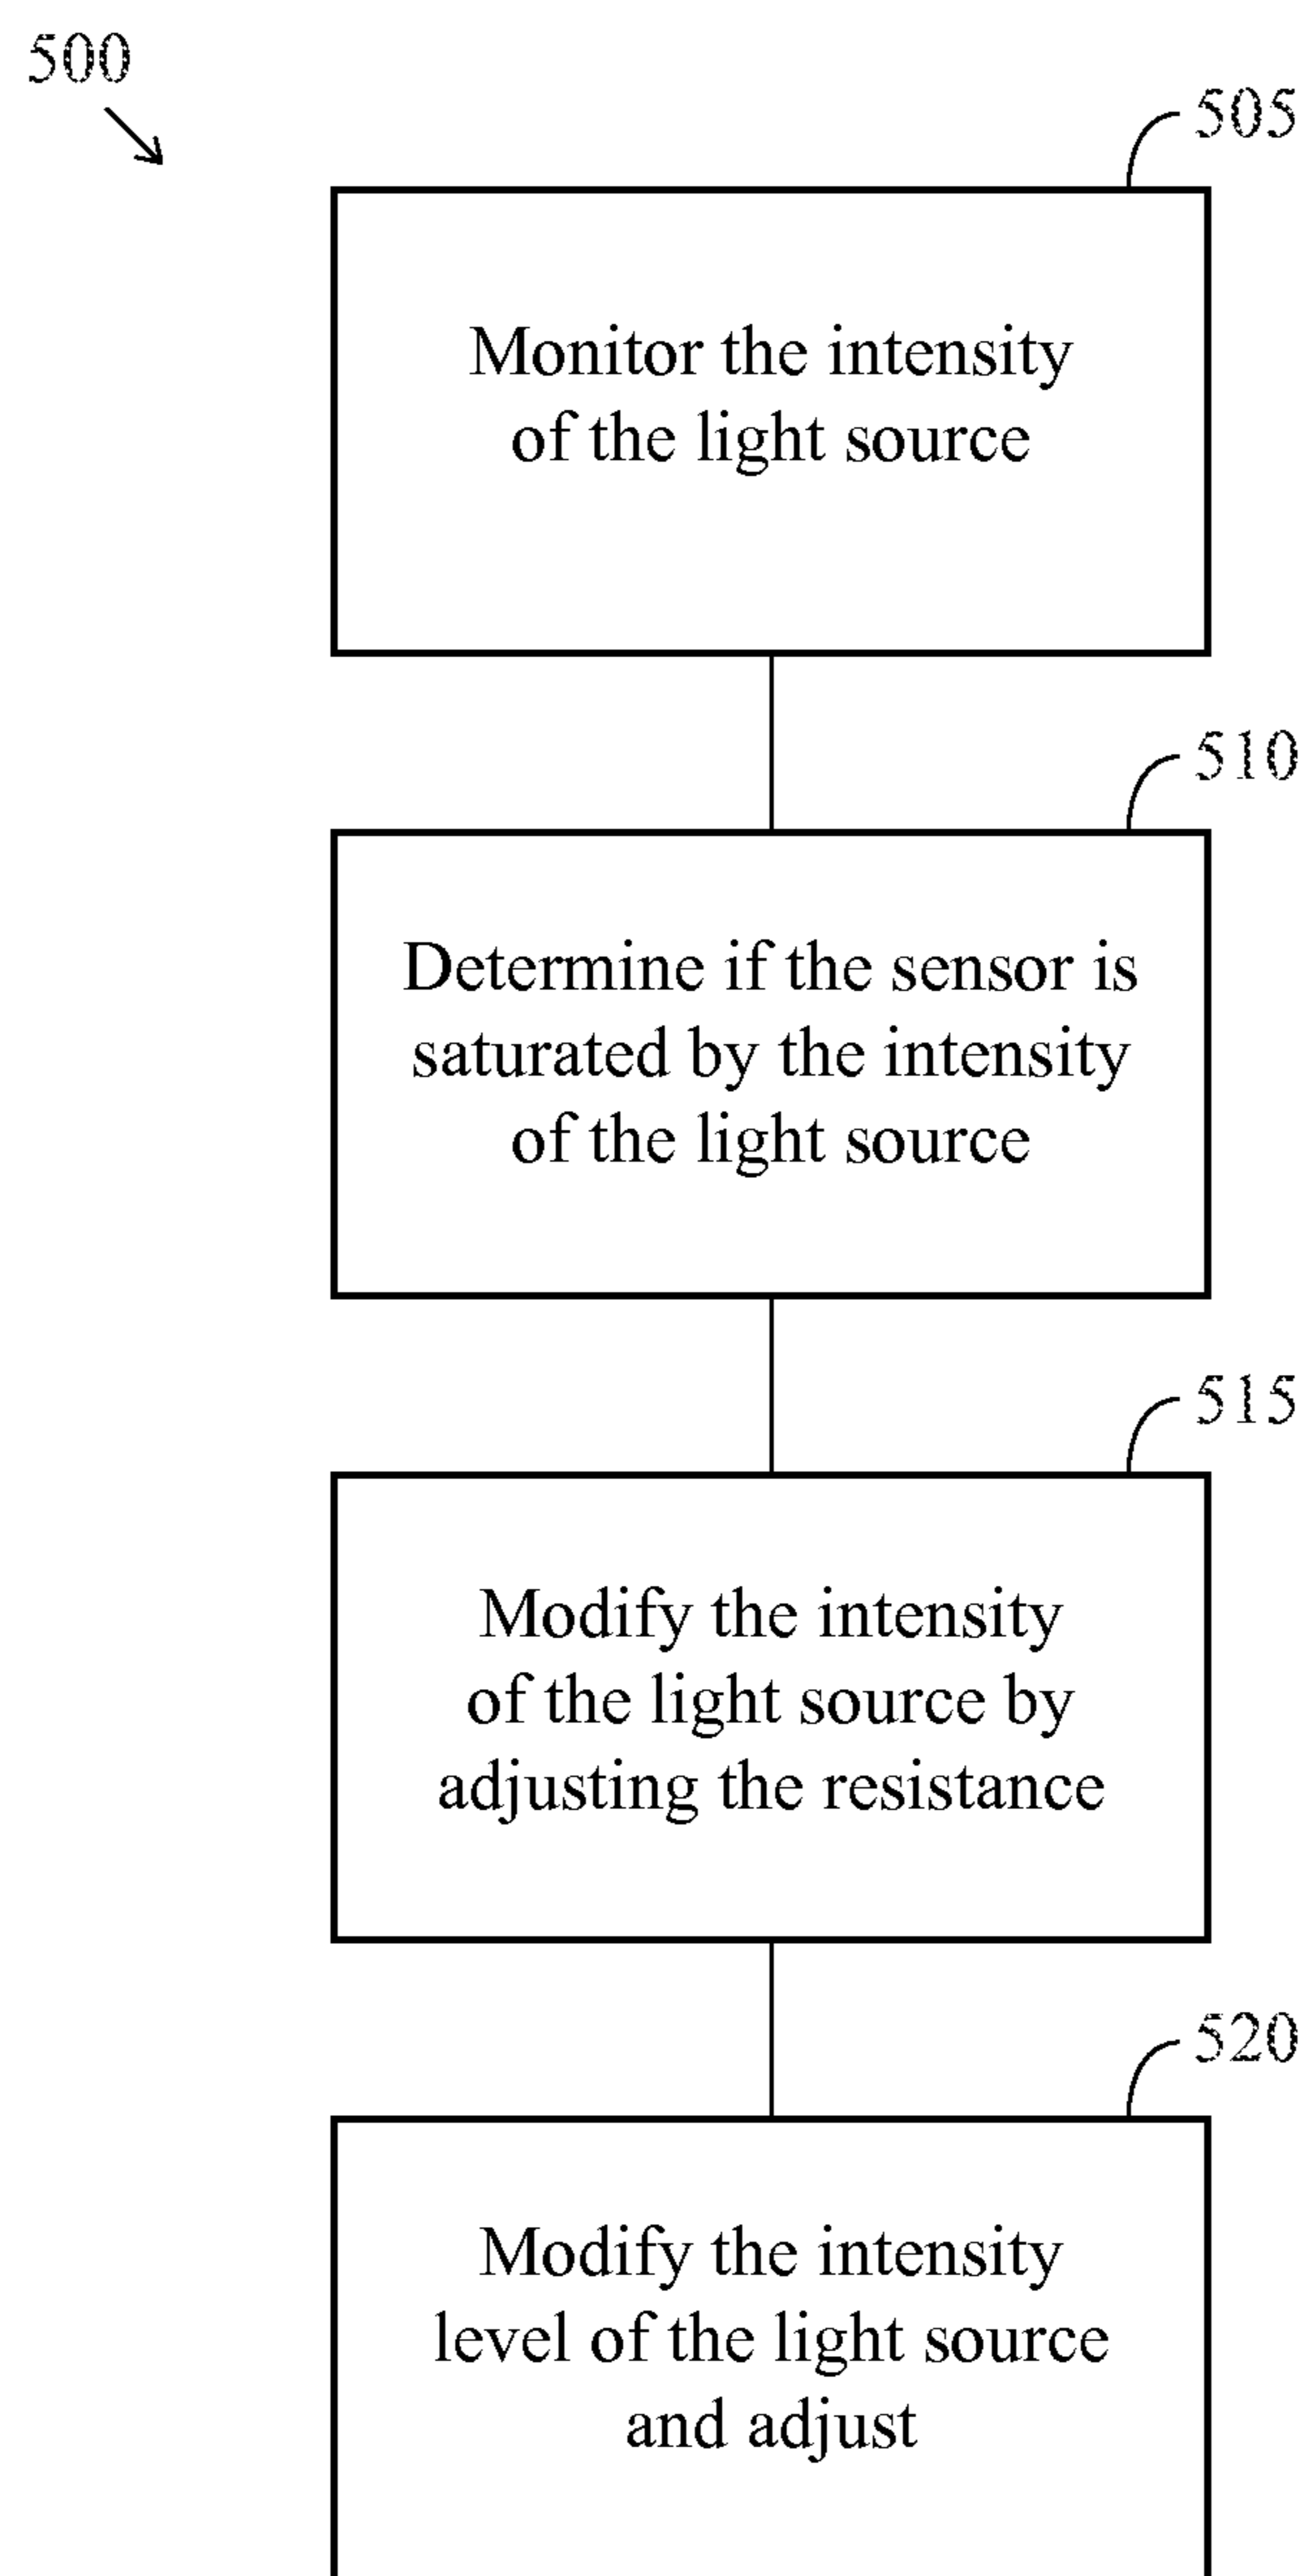 500
505
Monitor the intensity
of the light source
510
Determine if the sensor is
saturated by the intensity
of the light source
515
Modify the intensity
of the light source by
adjusting the resistance
520
Modify the intensity
level of the light source
and adjust